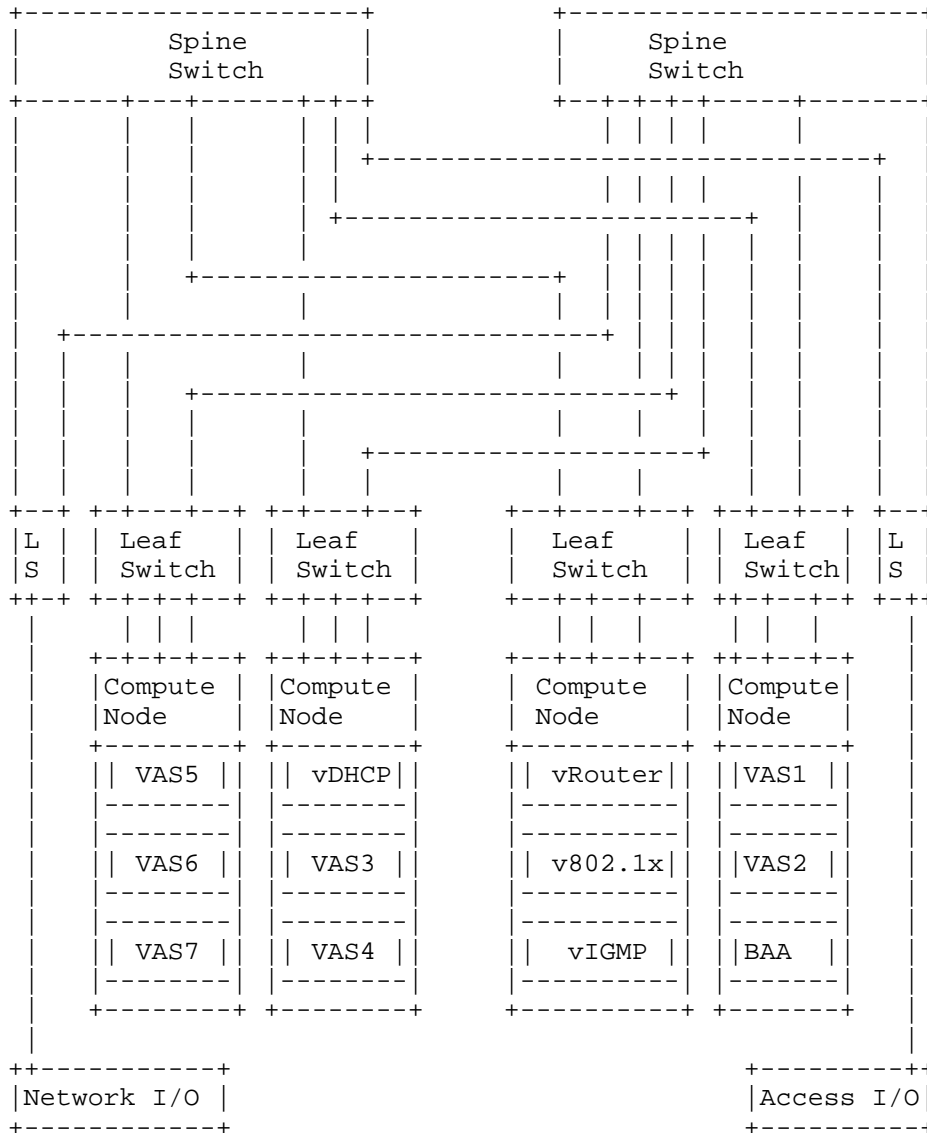 Spine Spine
Switch Switch
L Leaf Leaf Leaf Leaf L
S Switch Switch Switch Switch S
Compute Compute Compute Compute
Node Node Node Node
VAS5 vDHCP vRouter VAS1
VAS6 VAS3 v802.1x VAS2
VAS7 VAS4 vIGMP BAA
Network I/O Access I/O